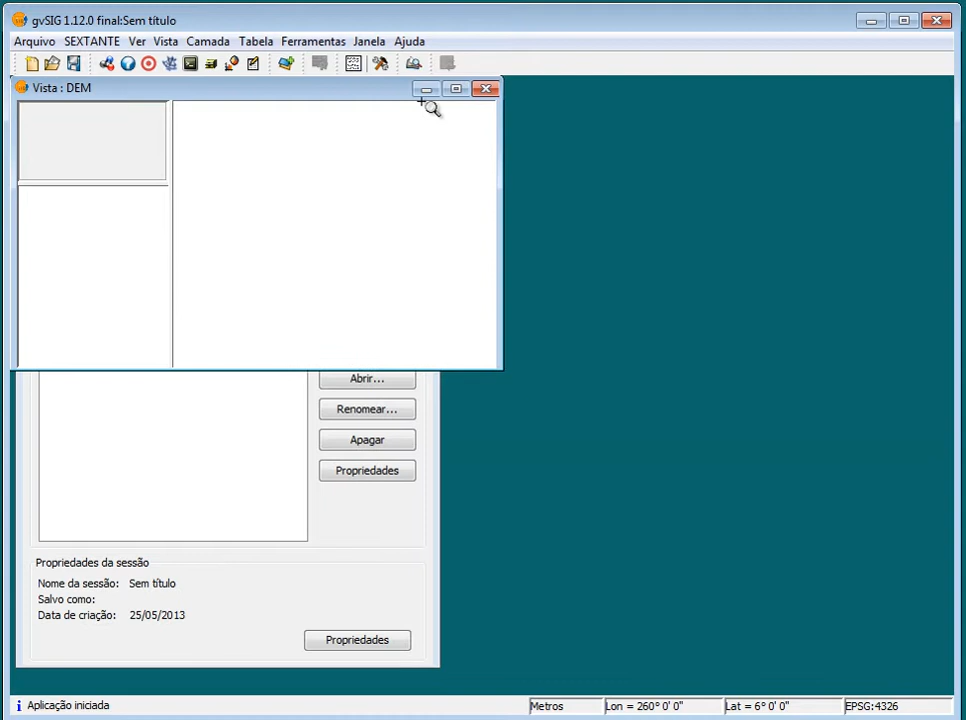 gvSIG 1.12.0 final:Sem título
Arquivo SEXTANTE Ver Vista Camada Tabela Ferramentas Janela Ajuda
Vista : DEM
Abrir...
Renomear...
Apagar
Propriedades
Propriedades da sessão
Nome da sessão: Sem título
Salvo como:
Data de criação: 25/05/2013
Propriedades
Aplicação iniciada Metros Lon = 260° 0' 0" Lat = 6° 0' 0" EPSG:4326